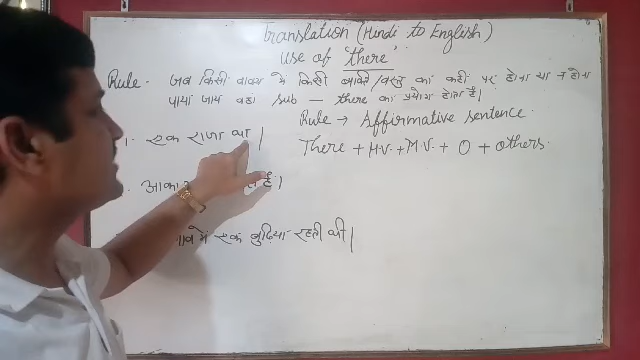 Translation (Hindi to English)
Use of 'there'
Rule - जब किसी वाक्य मे किसी व्यक्ति/वस्तु का कही पर होना या न होना
पाया जाय वहा sub - there का प्रयोग होता है।
Rule → Affirmative sentence.
There + H.V. + M.V. + O + others.
1. एक राजा था |
आका है।
में एक बुढ़िया रहती थी |